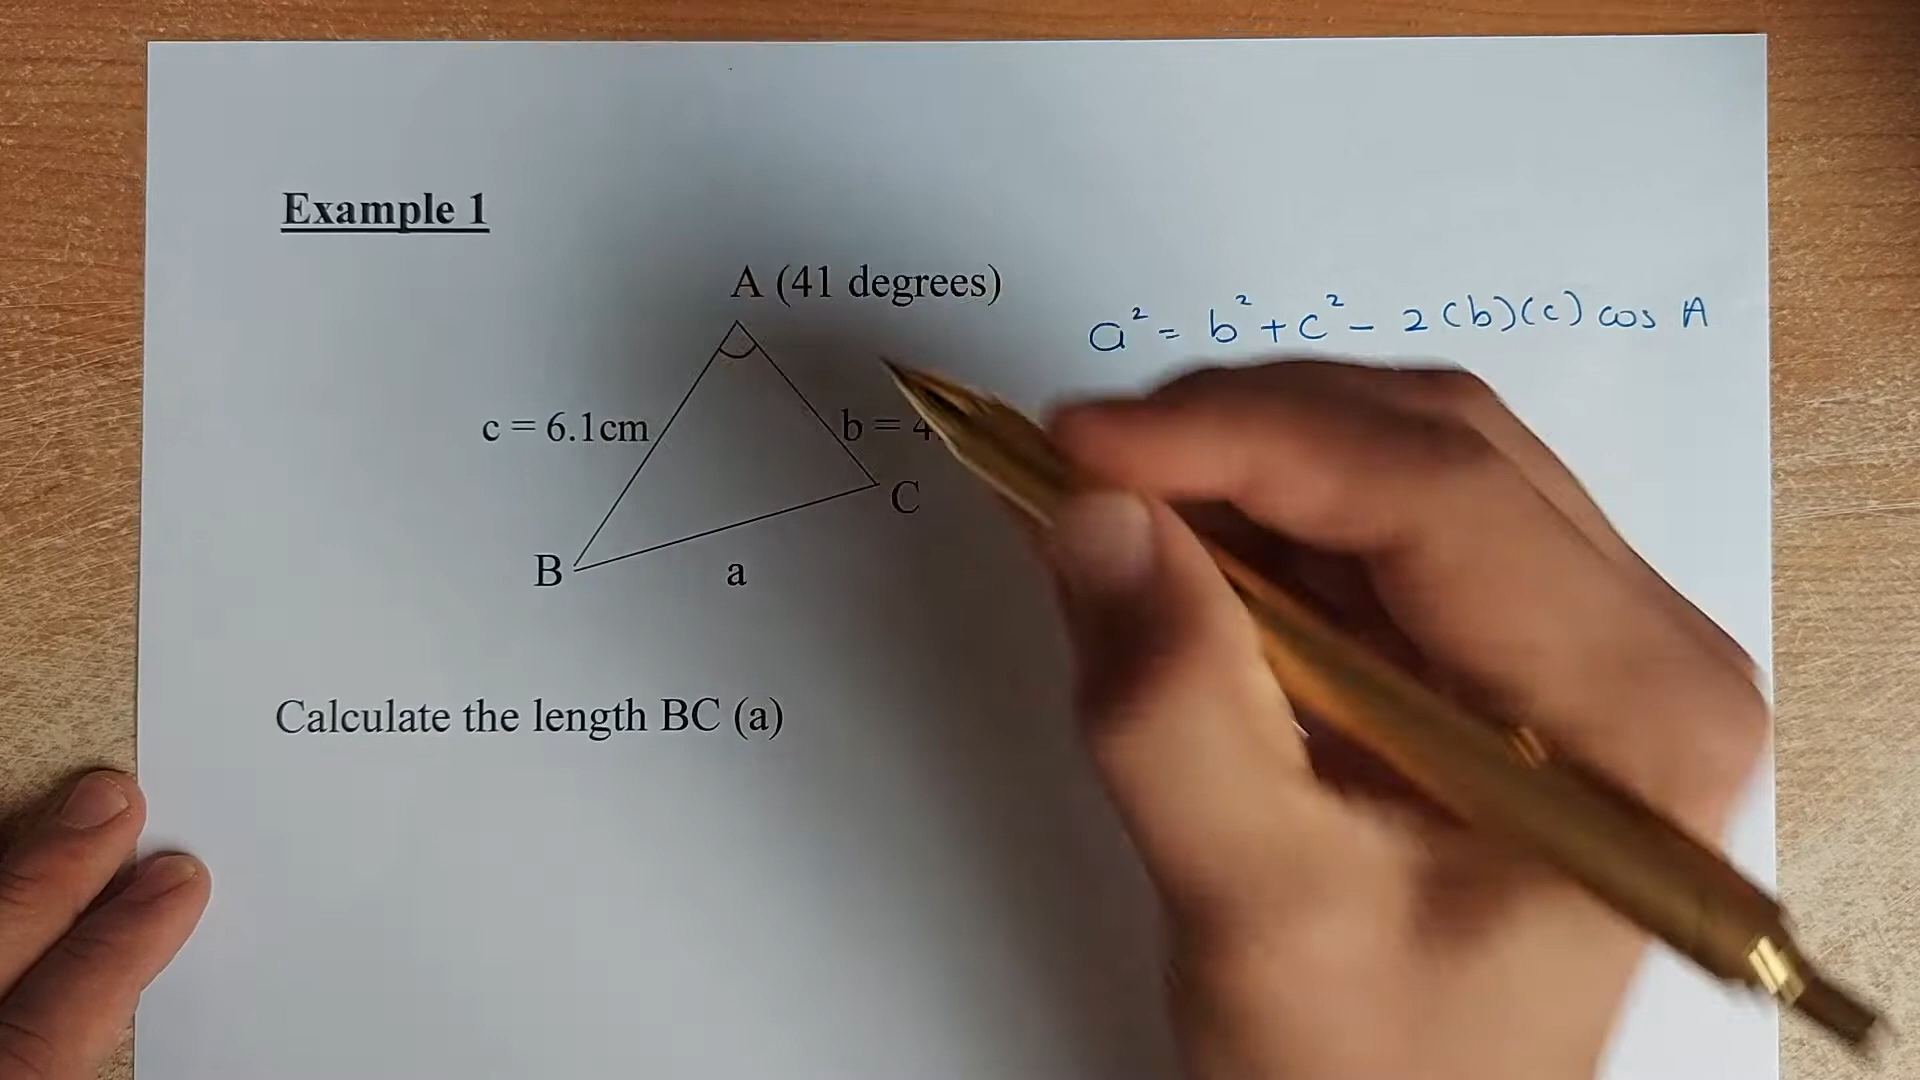 Example 1
A (41 degrees)
a² = b² + c² - 2(b)(c) cos A
c = 6.1cm
b = 4
C
B
a
Calculate the length BC (a)